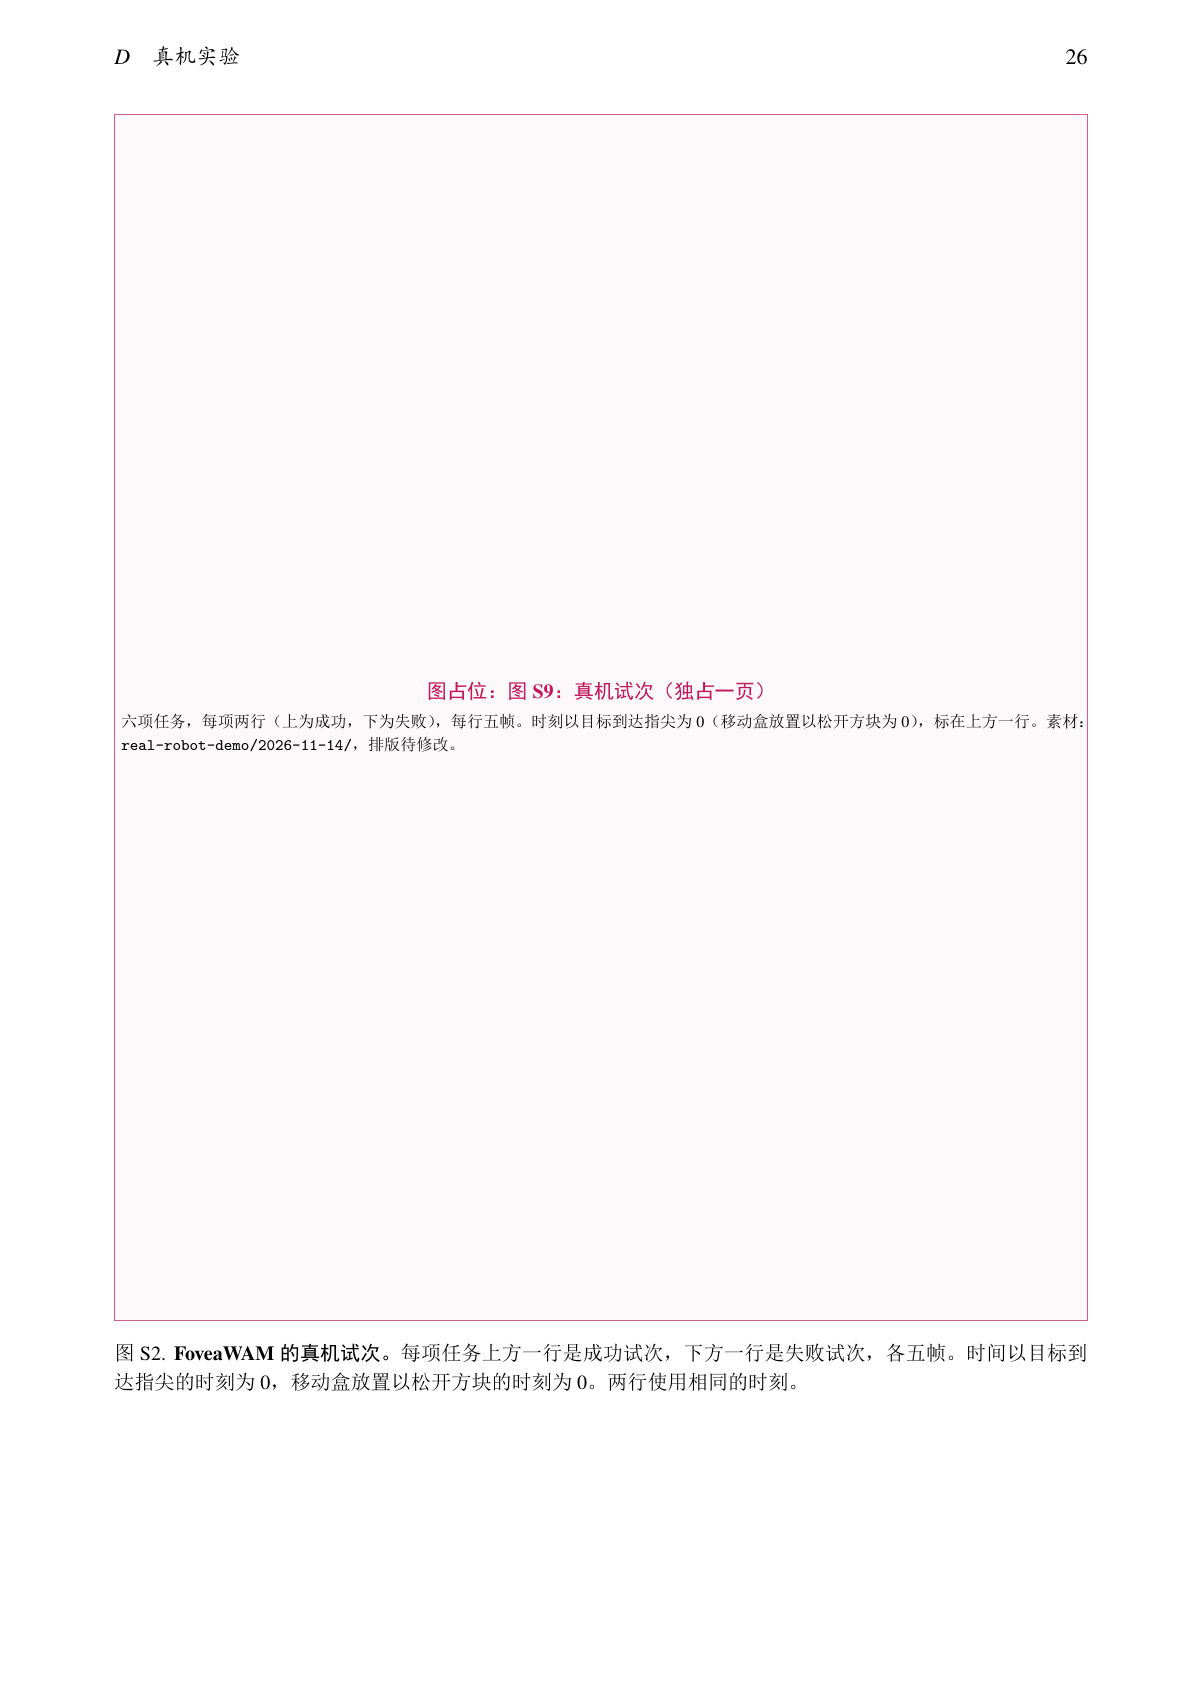 D 真机实验
26
图占位：图 S9：真机试次（独占一页）
六项任务，每项两行（上为成功，下为失败），每行五帧。时刻以目标到达指尖为 0（移动盒放置以松开方块为 0），标在上方一行。素材：
real-robot-demo/2026-11-14/，排版待修改。
图 S2. FoveaWAM 的真机试次。每项任务上方一行是成功试次，下方一行是失败试次，各五帧。时间以目标到
达指尖的时刻为 0，移动盒放置以松开方块的时刻为 0。两行使用相同的时刻。